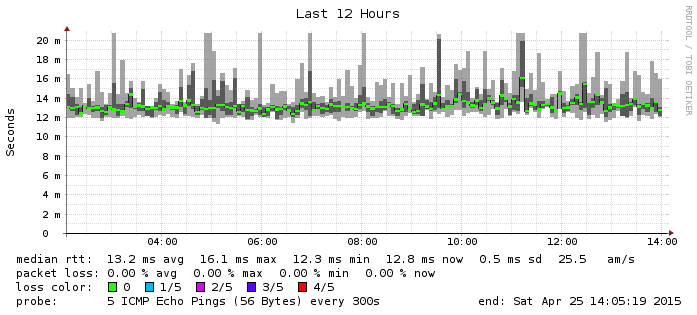 Last 12 Hours
RRDTOOL / TOBI OETIKER
Seconds
20 m
18 m
16 m
14 m
12 m
10 m
8 m
6 m
4 m
2 m
0
04:00 06:00 08:00 10:00 12:00 14:00
median rtt: 13.2 ms avg 16.1 ms max 12.3 ms min 12.8 ms now 0.5 ms sd 25.5 am/s
packet loss: 0.00 % avg 0.00 % max 0.00 % min 0.00 % now
loss color: 0 1/5 2/5 3/5 4/5
probe: 5 ICMP Echo Pings (56 Bytes) every 300s end: Sat Apr 25 14:05:19 2015